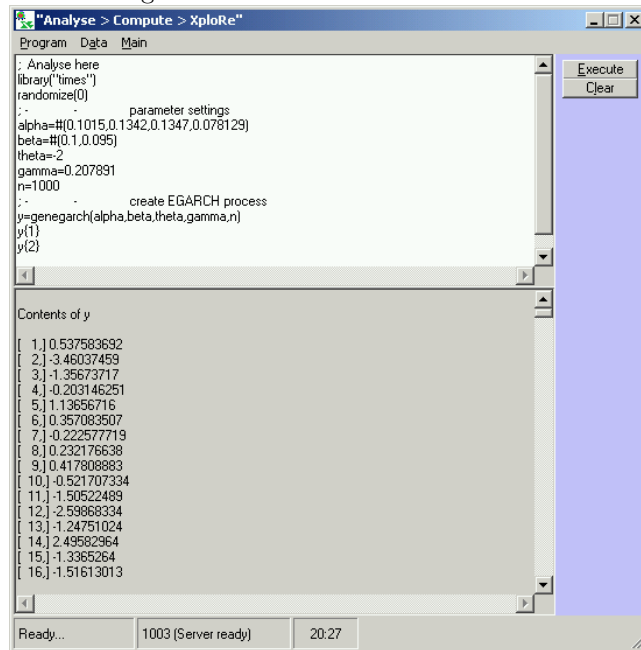 "Analyse > Compute > XploRe"
Program Data Main
; Analyse here
library("times")
randomize(0)
; - - parameter settings
alpha=#(0.1015,0.1342,0.1347,0.078129)
beta=#(0.1,0.095)
theta=-2
gamma=0.207891
n=1000
; - - create EGARCH process
y=genegarch(alpha,beta,theta,gamma,n)
y{1}
y{2}
Execute
Clear
Contents of y
[ 1,] 0.537583692
[ 2,] -3.46037459
[ 3,] -1.35673717
[ 4,] -0.203146251
[ 5,] 1.13656716
[ 6,] 0.357083507
[ 7,] -0.222577719
[ 8,] 0.232176638
[ 9,] 0.417808883
[ 10,] -0.521707334
[ 11,] -1.50522489
[ 12,] -2.59868334
[ 13,] -1.24751024
[ 14,] 2.49582964
[ 15,] -1.3365264
[ 16,] -1.51613013
Ready... 1003 (Server ready) 20:27